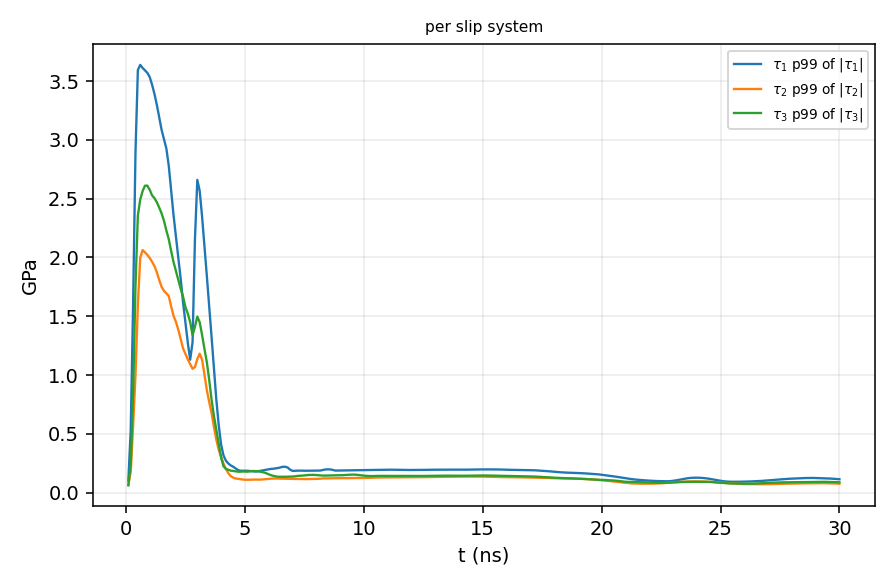 per slip system
τ₁ p99 of |τ₁|
τ₂ p99 of |τ₂|
τ₃ p99 of |τ₃|
GPa
3.5
3.0
2.5
2.0
1.5
1.0
0.5
0.0
0 5 10 15 20 25 30
t (ns)